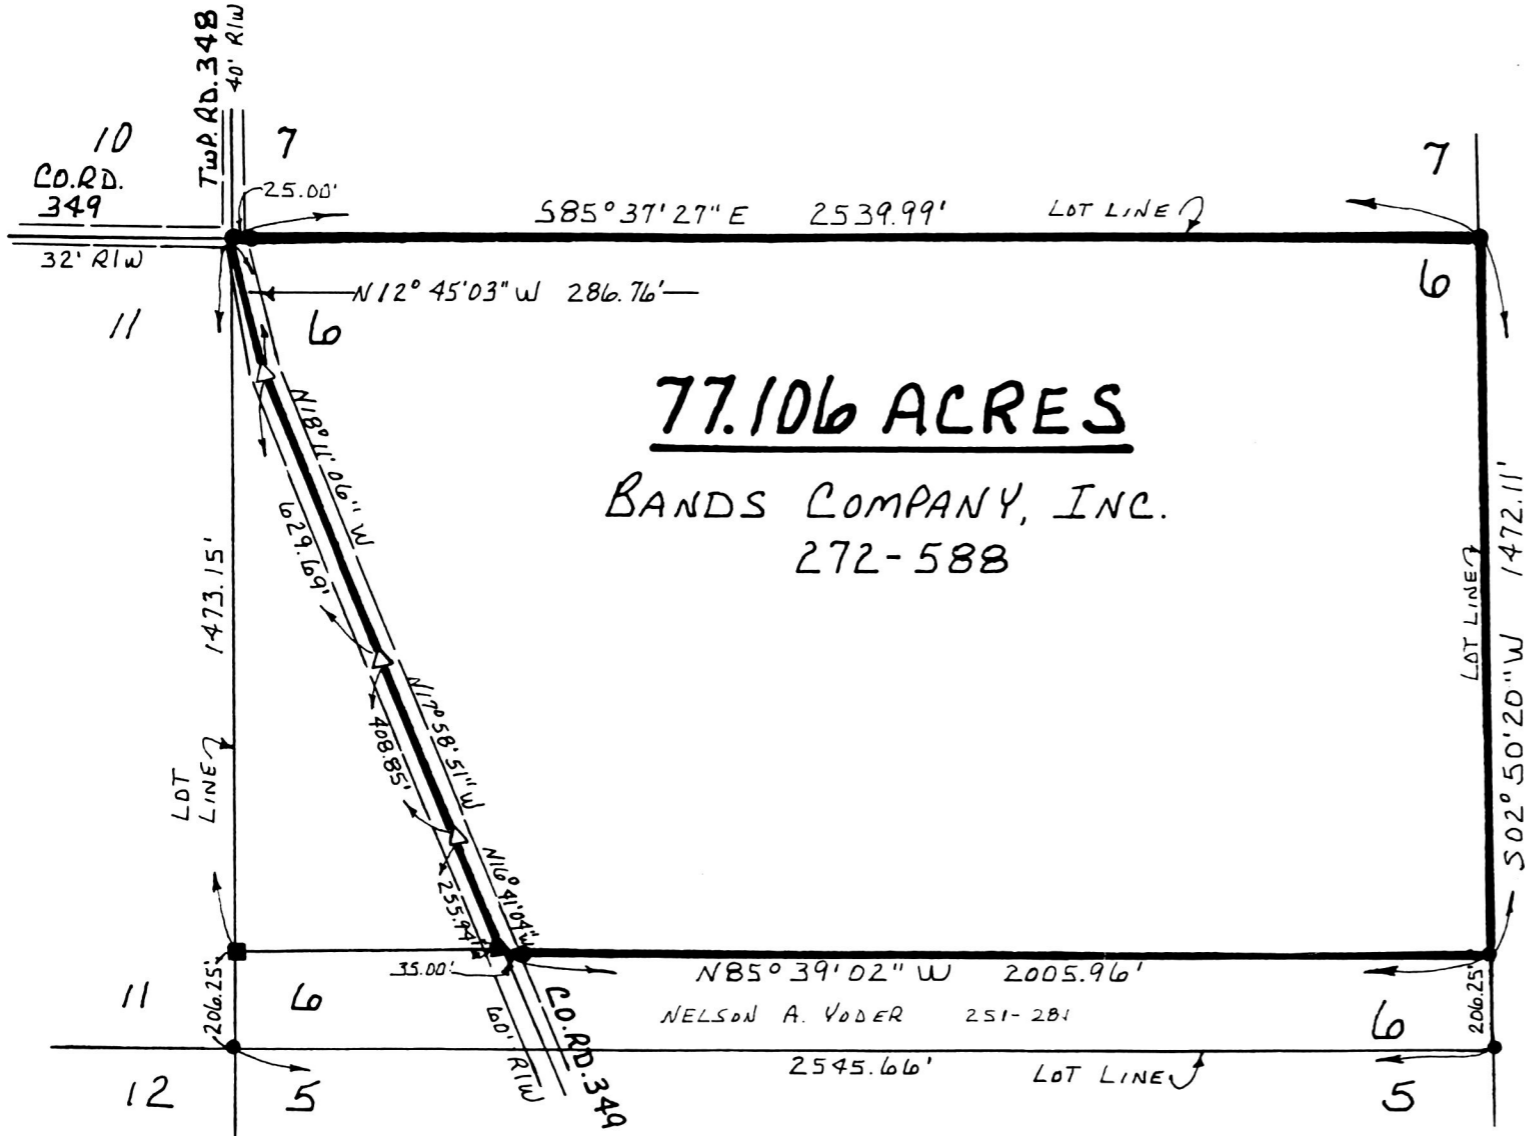 TWP. RD. 348
40' R/W
10
7
7
CO.RD.
349
25.00'
S85° 37' 27" E 2539.99' LOT LINE
32' R/W
N12° 45' 03" W 286.76'
11
6
6
77.106 ACRES
BANDS COMPANY, INC.
272-588
N18° 11' 06" W
629.69'
1473.15'
LOT LINE
1472.11'
S02° 50' 20" W
N17° 58' 51" W
408.85'
LOT
LINE
N16° 41' 04" W
255.94'
35.00'
N85° 39' 02" W 2005.96'
NELSON A. YODER 251-281
206.25'
206.25'
11
6
6
CO.RD. 349
60' R/W
2545.66' LOT LINE
12
5
5